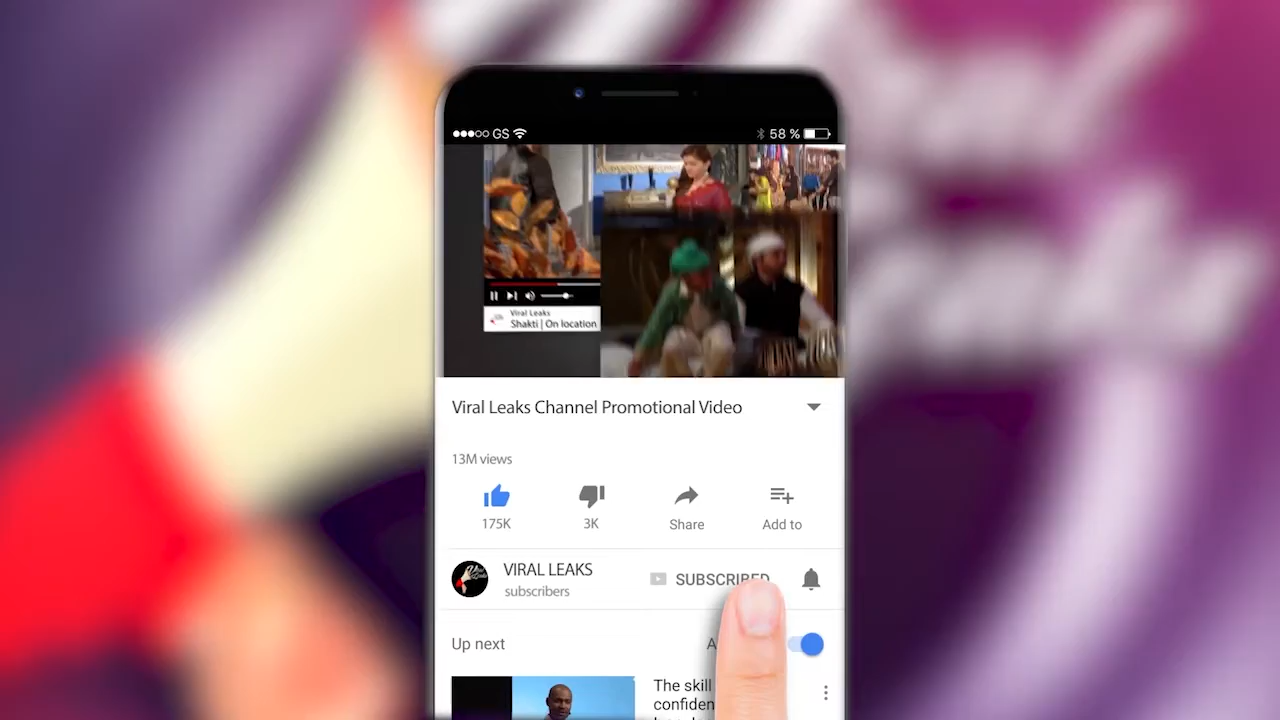 GS
58 %
Viral Leaks
Shakti | On location
Viral Leaks Channel Promotional Video
13M views
175K
3K
Share
Add to
VIRAL LEAKS
subscribers
SUBSCRIBED
Up next
The skill
confiden